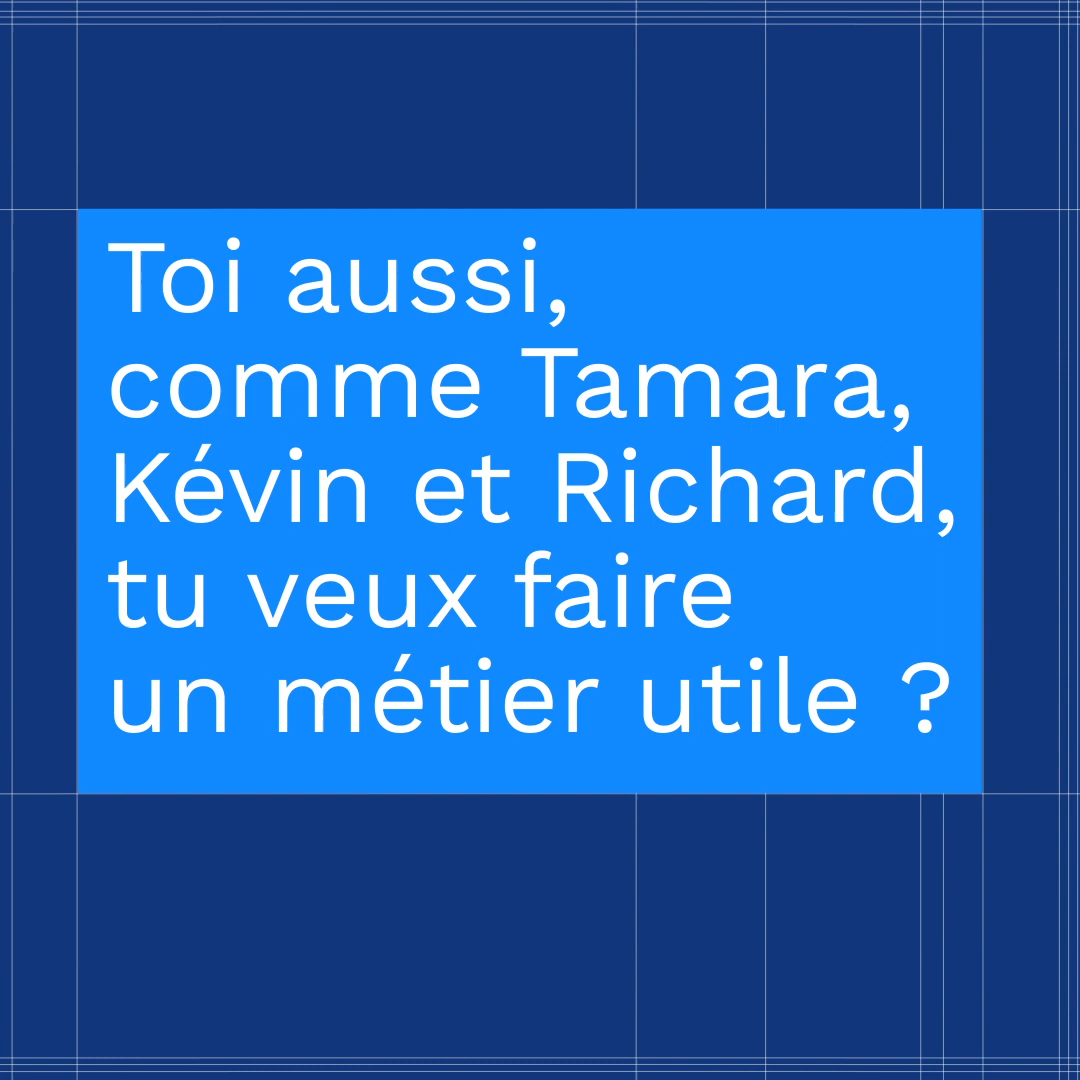 Toi aussi,
comme Tamara,
Kévin et Richard,
tu veux faire
un métier utile ?